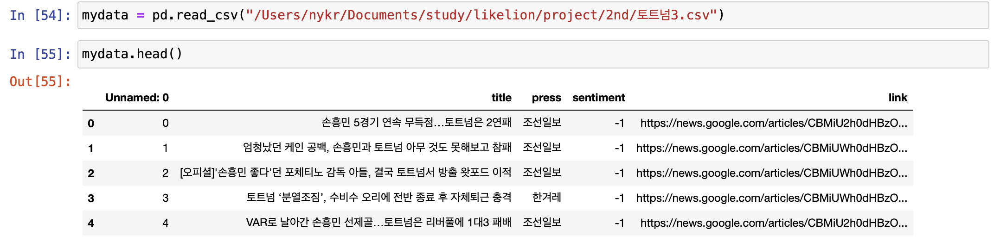 In [54]: mydata = pd.read_csv("/Users/nykr/Documents/study/likelion/project/2nd/토트넘3.csv")
In [55]: mydata.head()
Out[55]:
Unnamed: 0 title press sentiment link
0 0 손흥민 5경기 연속 무득점...토트넘은 2연패 조선일보 -1 https://news.google.com/articles/CBMiU2h0dHBzO...
1 1 엄청났던 케인 공백, 손흥민과 토트넘 아무 것도 못해보고 참패 조선일보 -1 https://news.google.com/articles/CBMiUWh0dHBzO...
2 2 [오피셜]'손흥민 좋다'던 포체티노 감독 아들, 결국 토트넘서 방출 왓포드 이적 조선일보 -1 https://news.google.com/articles/CBMiUWh0dHBzO...
3 3 토트넘 ‘분열조짐’, 수비수 오리에 전반 종료 후 자체퇴근 충격 한겨레 -1 https://news.google.com/articles/CBMiUWh0dHBzO...
4 4 VAR로 날아간 손흥민 선제골...토트넘은 리버풀에 1대3 패배 조선일보 -1 https://news.google.com/articles/CBMiU2h0dHBzO...